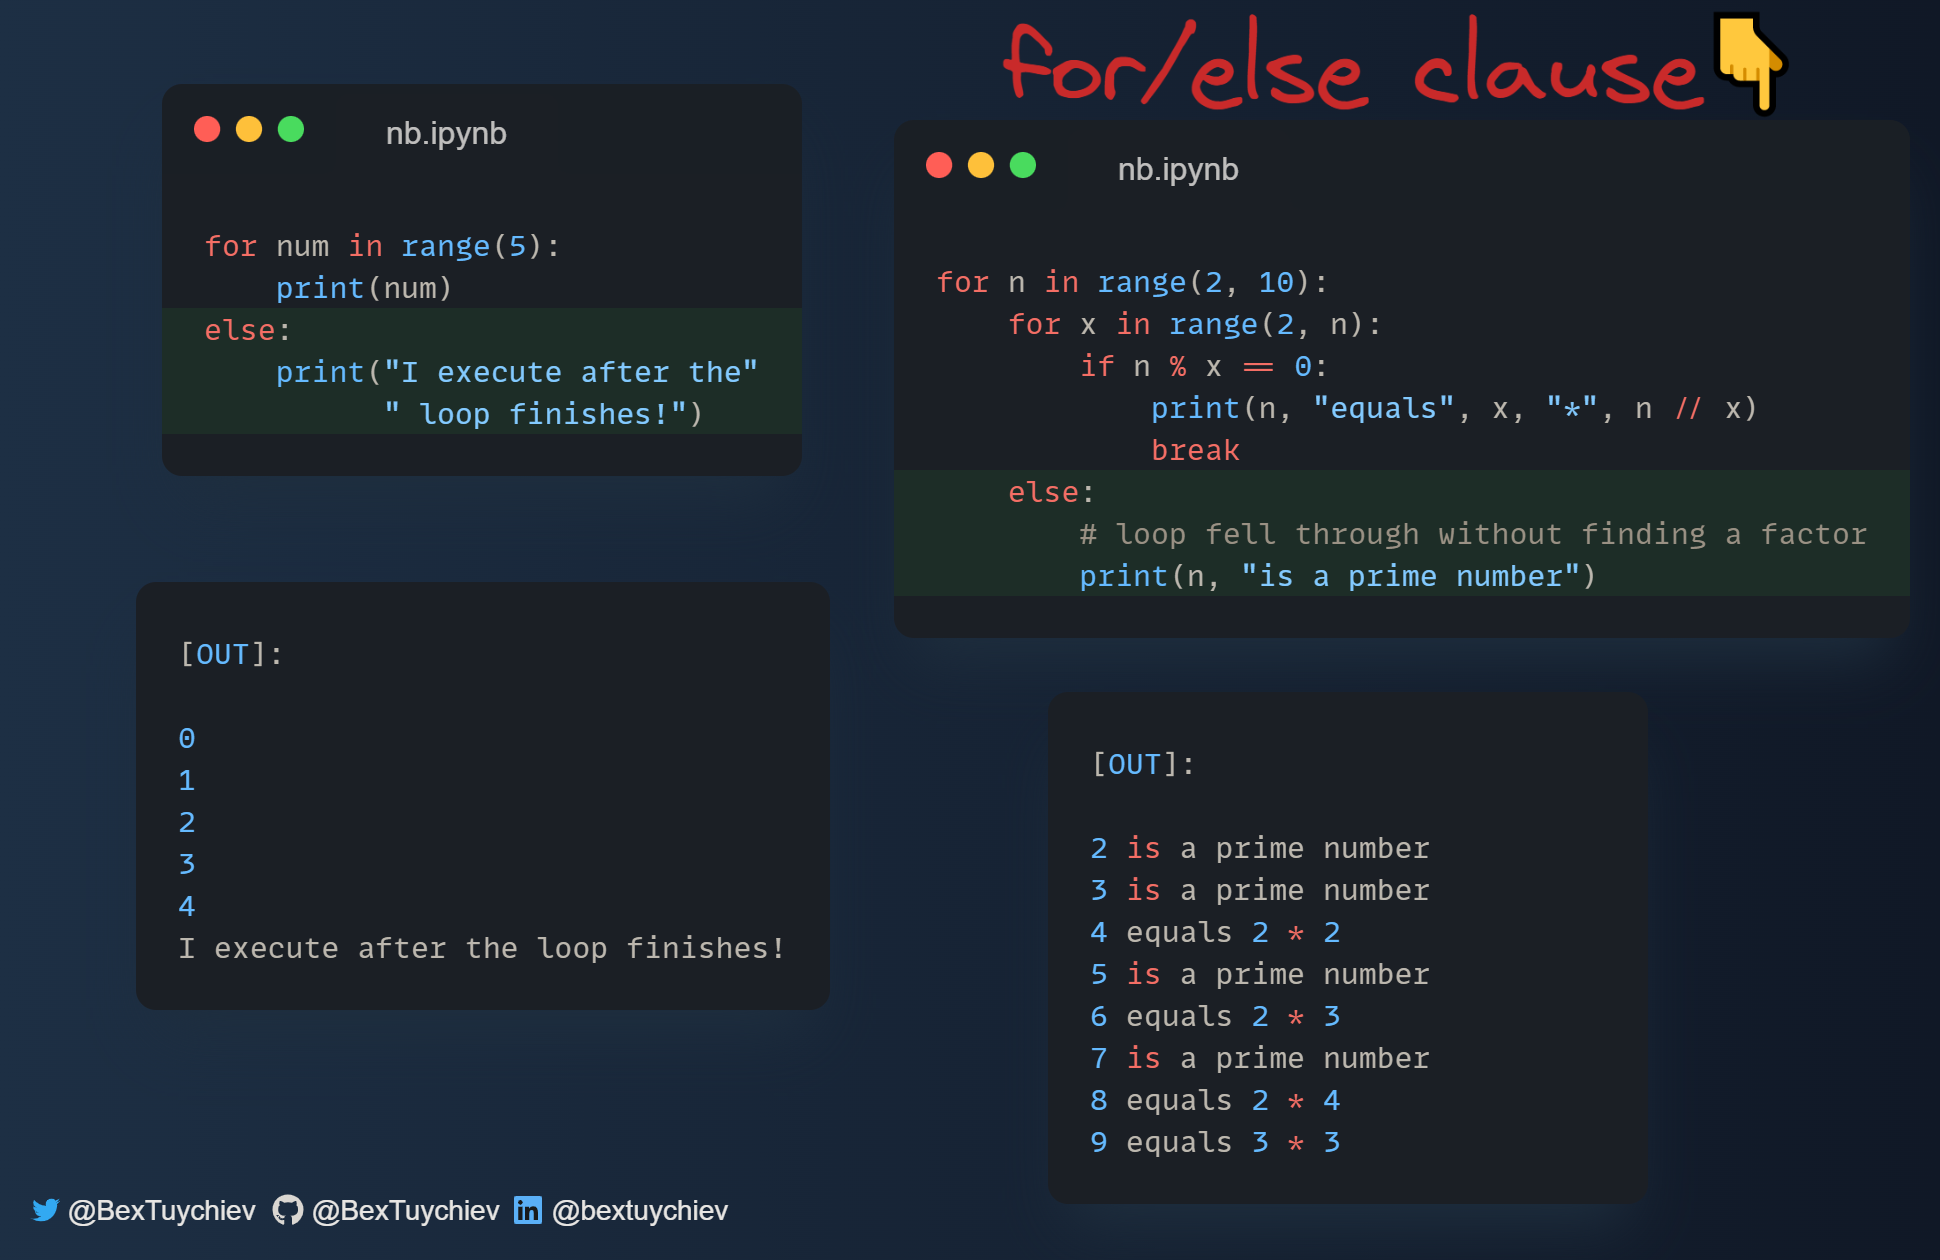 for/else clause
nb.ipynb
for num in range(5):
    print(num)
else:
    print("I execute after the"
          " loop finishes!")
[OUT]:
0
1
2
3
4
I execute after the loop finishes!
nb.ipynb
for n in range(2, 10):
    for x in range(2, n):
        if n % x == 0:
            print(n, "equals", x, "*", n // x)
            break
    else:
        # loop fell through without finding a factor
        print(n, "is a prime number")
[OUT]:
2 is a prime number
3 is a prime number
4 equals 2 * 2
5 is a prime number
6 equals 2 * 3
7 is a prime number
8 equals 2 * 4
9 equals 3 * 3
@BexTuychiev @BexTuychiev in @bextuychiev